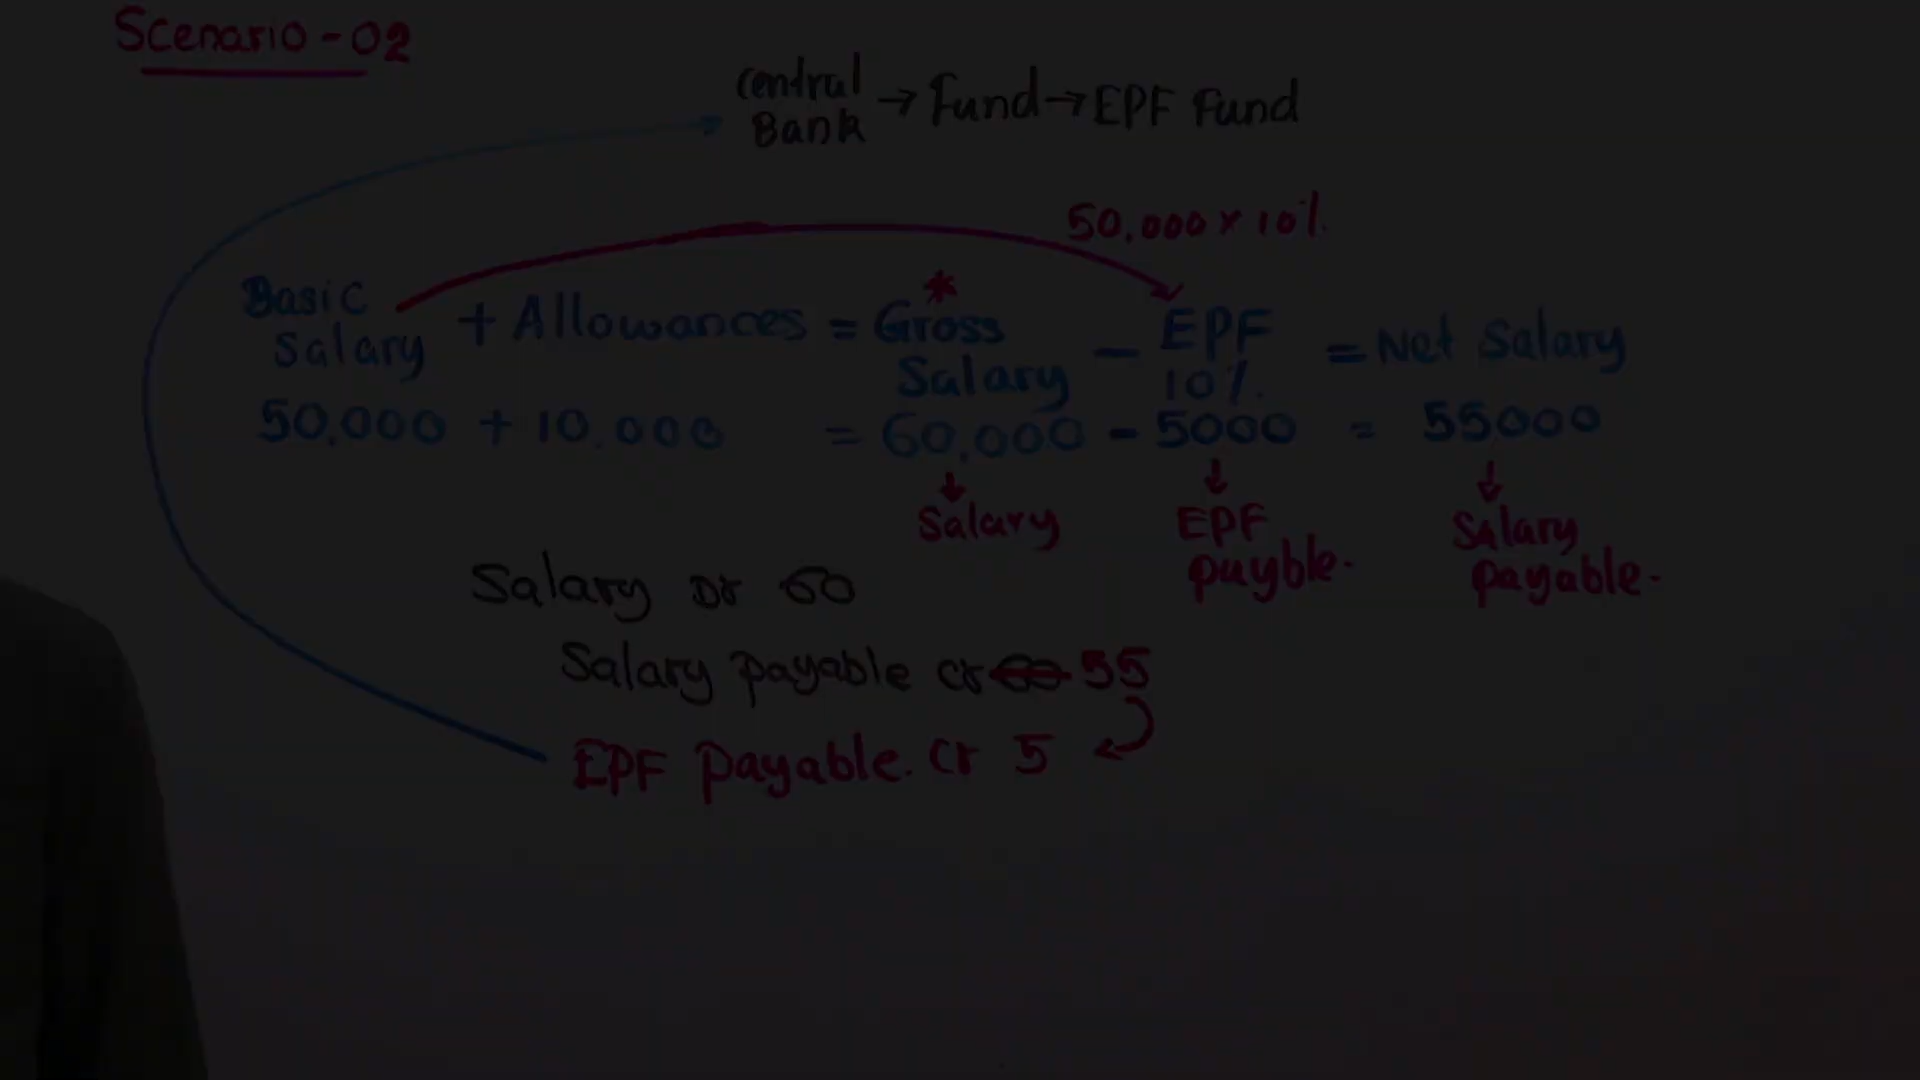 Scenario - 02
Central Bank → Fund → EPF Fund
50,000 x 10%.
Basic Salary + Allowances = Gross * Salary - EPF 10%. = Net Salary
50,000 + 10,000 = 60,000 - 5000 = 55000
↓ Salary ↓ EPF puyble. ↓ Salary payable.
Salary Dr 60
Salary payable cr 60 55
EPF payable. Cr 5